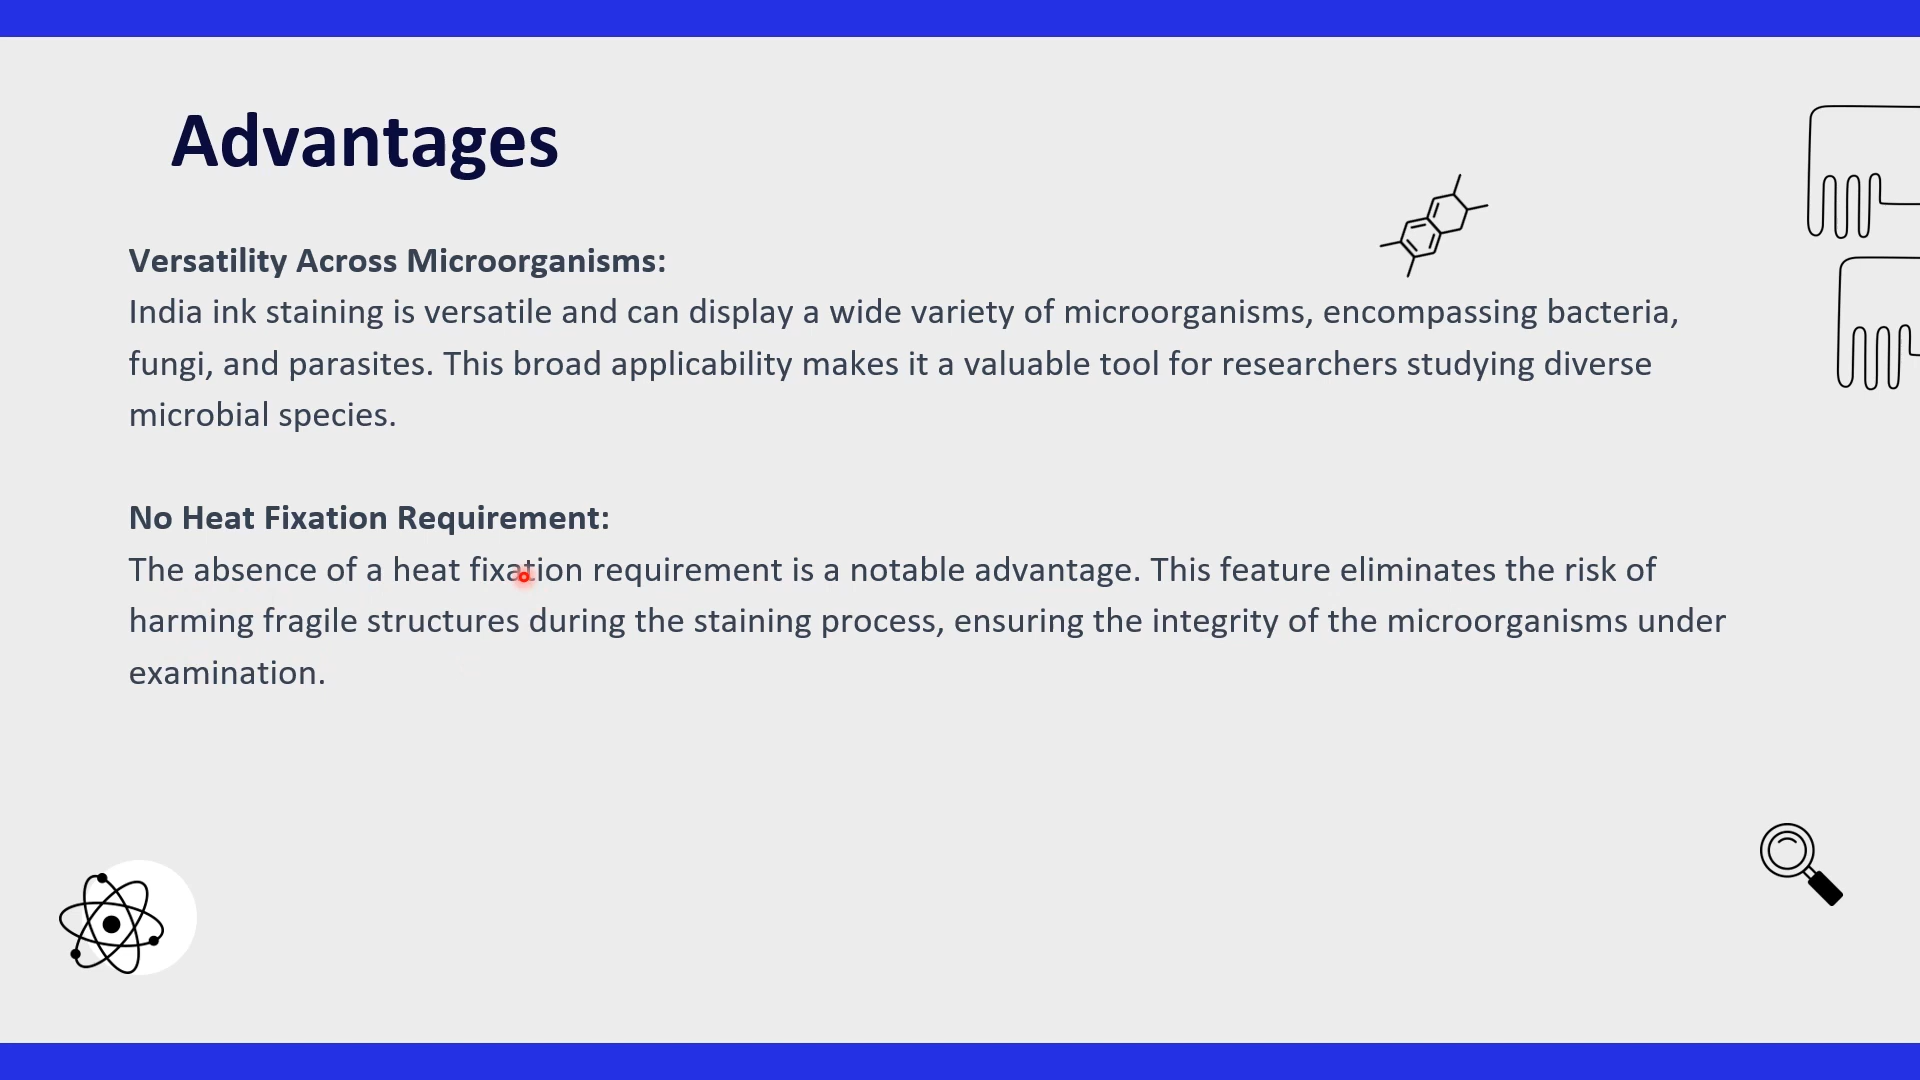 Advantages
Versatility Across Microorganisms:
India ink staining is versatile and can display a wide variety of microorganisms, encompassing bacteria,
fungi, and parasites. This broad applicability makes it a valuable tool for researchers studying diverse
microbial species.
No Heat Fixation Requirement:
The absence of a heat fixation requirement is a notable advantage. This feature eliminates the risk of
harming fragile structures during the staining process, ensuring the integrity of the microorganisms under
examination.